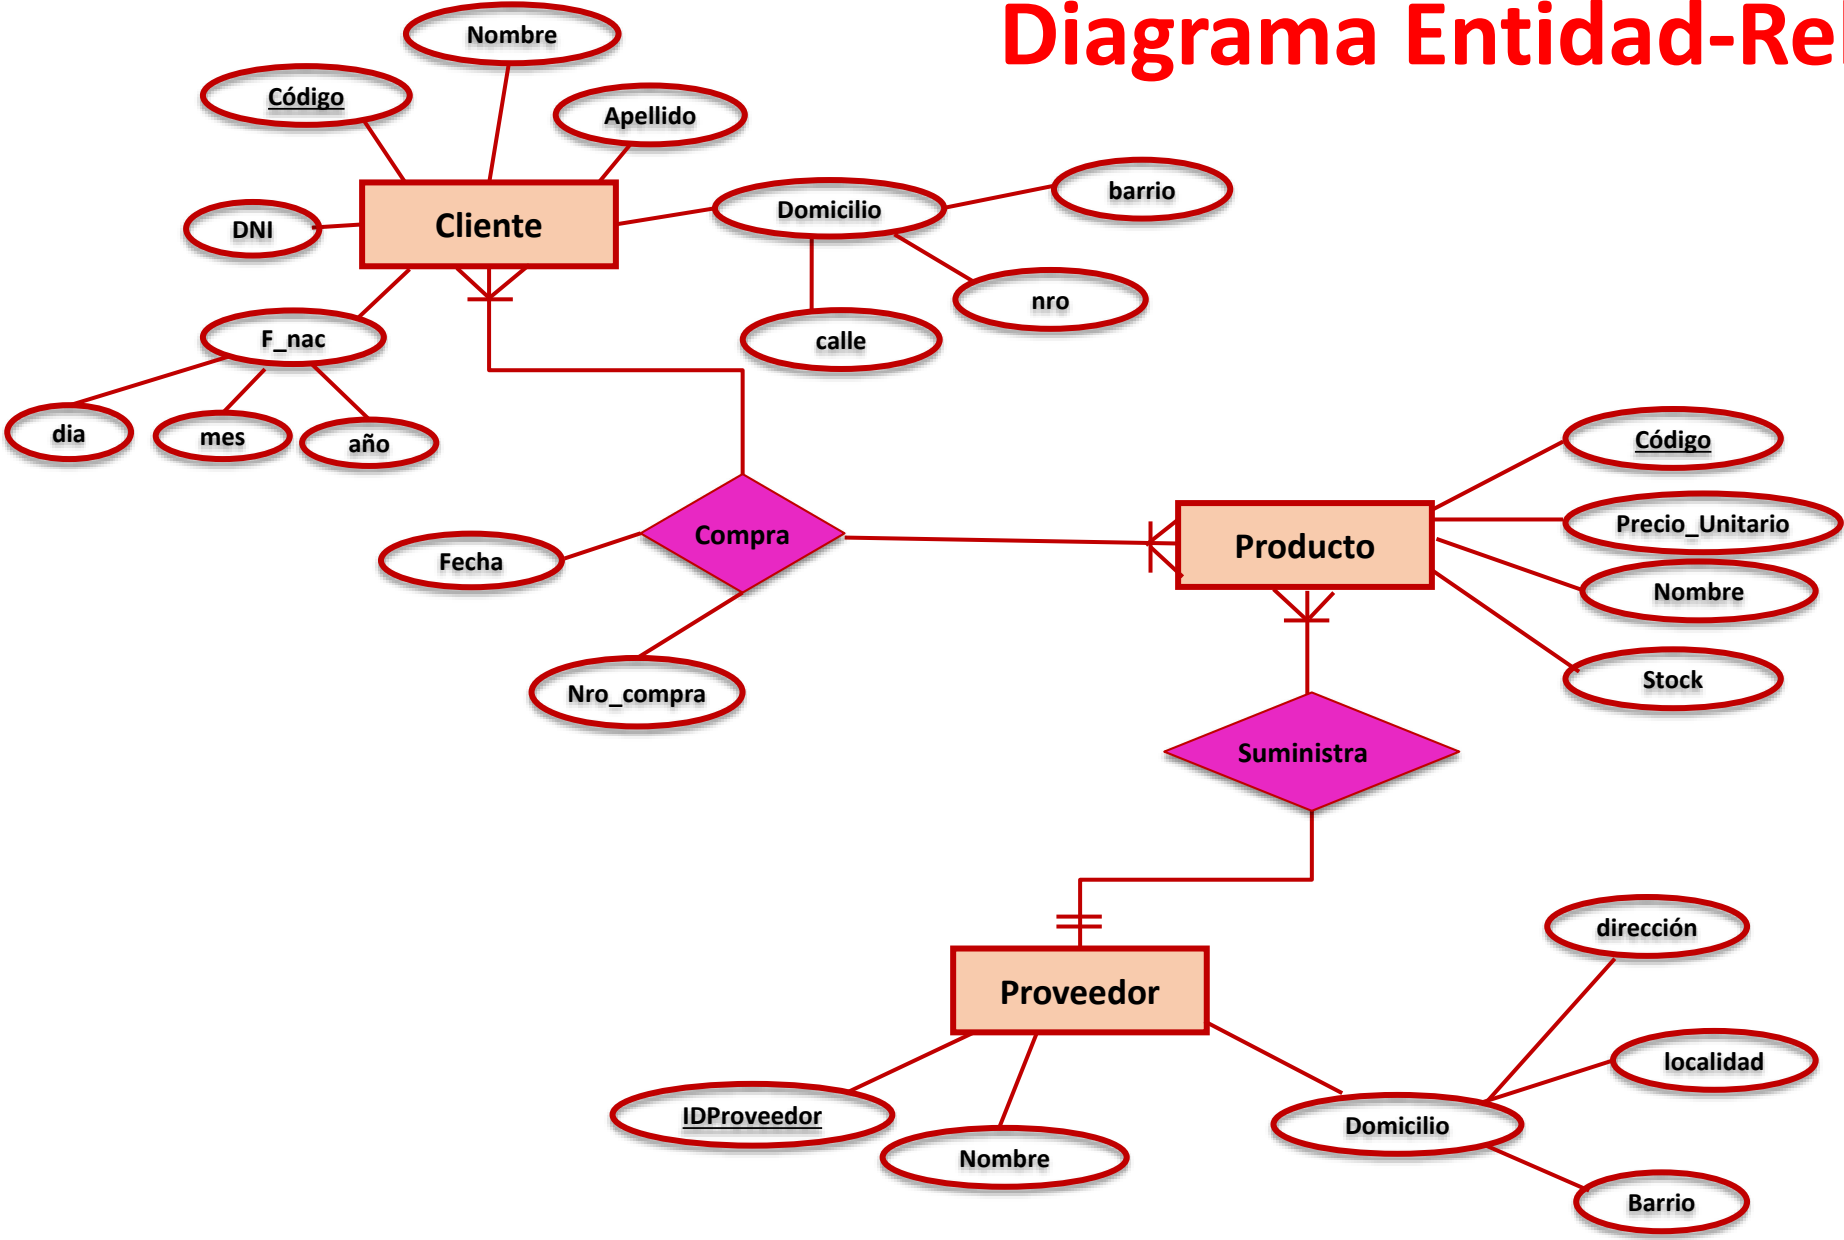 Diagrama Entidad-Rel
Nombre
Código
Apellido
barrio
Domicilio
DNI
Cliente
nro
F_nac
calle
dia
mes
año
Código
Precio_Unitario
Compra
Producto
Fecha
Nombre
Stock
Nro_compra
Suministra
dirección
Proveedor
localidad
IDProveedor
Domicilio
Nombre
Barrio